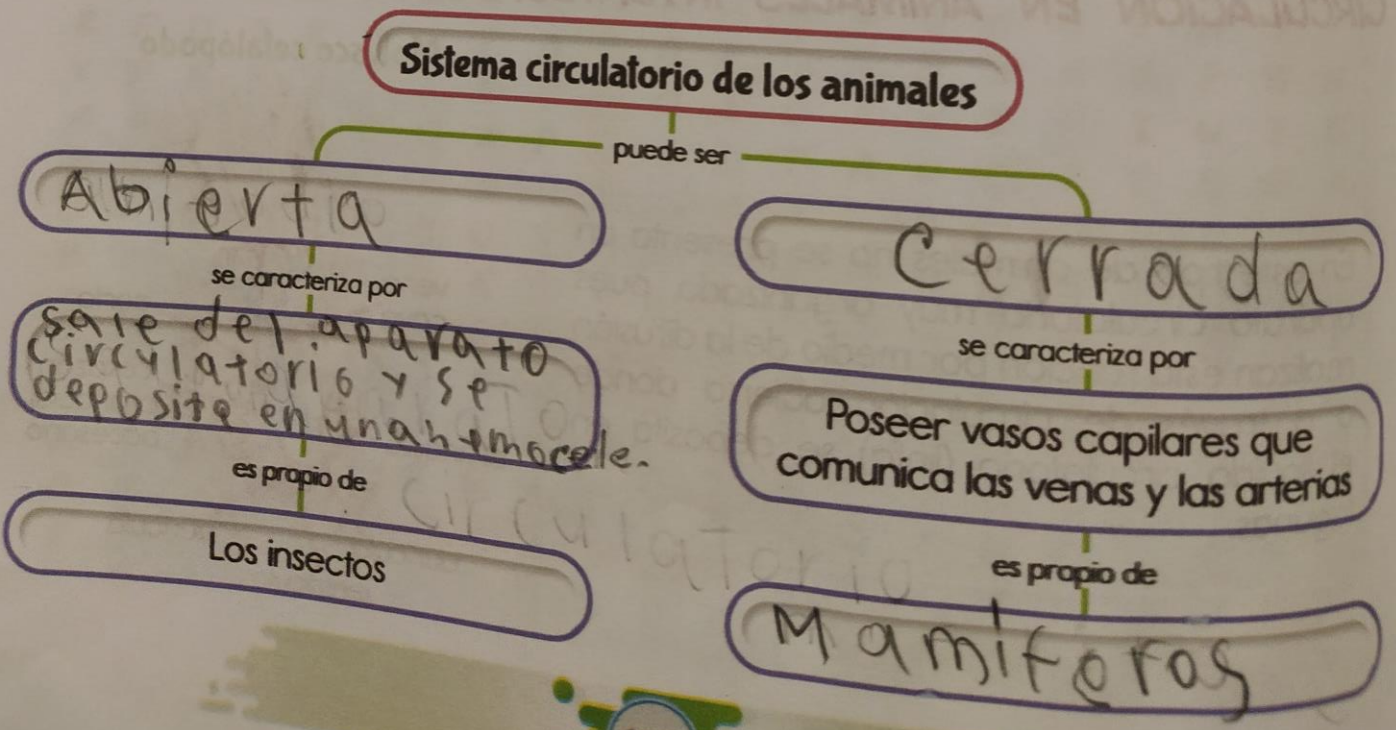 Sistema circulatorio de los animales
puede ser
Abierta
se caracteriza por
sale del aparato
circulatorio y se
deposita en una hemocele.
es propio de
Los insectos
Cerrada
se caracteriza por
Poseer vasos capilares que
comunica las venas y las arterias
es propio de
Mamiferos
circulatorio